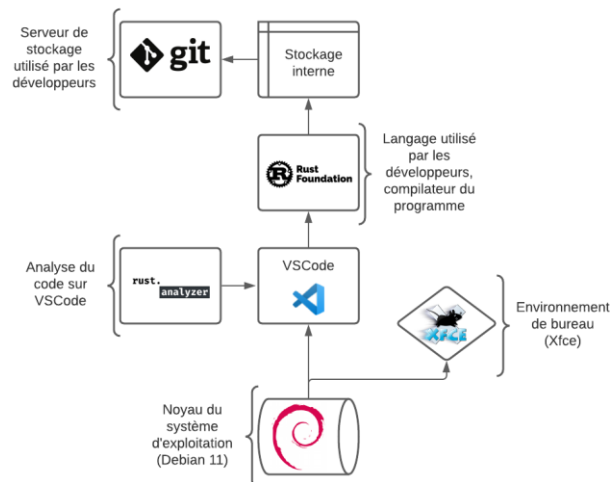 Serveur de
stockage
utilisé par les
développeurs
git
Stockage
interne
Rust
Foundation
Langage utilisé
par les
développeurs,
compilateur du
programme
Analyse du
code sur
VSCode
rust.
analyzer
VSCode
XFCE
Environnement
de bureau
(Xfce)
Noyau du
système
d'exploitation
(Debian 11)